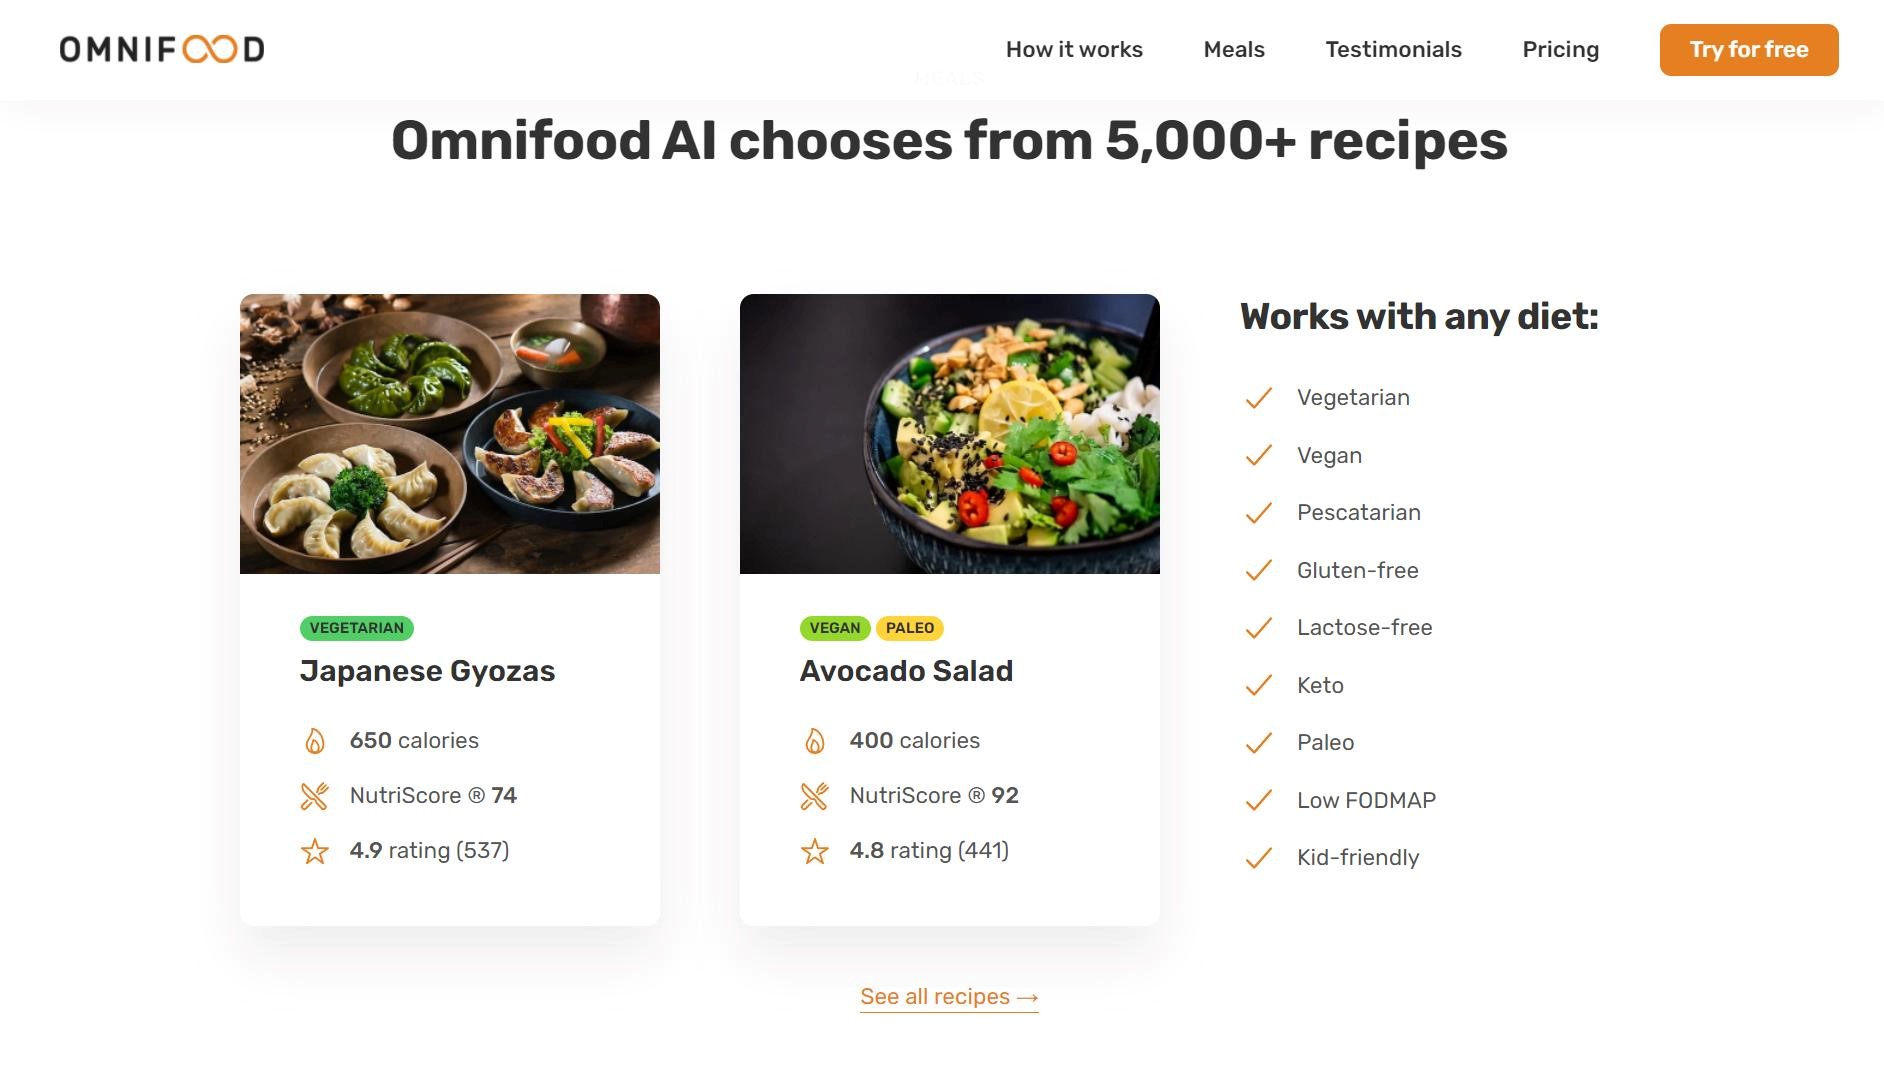 OMNIFOOD
How it works
Meals
Testimonials
Pricing
Try for free
MEALS
Omnifood AI chooses from 5,000+ recipes
VEGETARIAN
Japanese Gyozas
650 calories
NutriScore ® 74
4.9 rating (537)
VEGAN PALEO
Avocado Salad
400 calories
NutriScore ® 92
4.8 rating (441)
Works with any diet:
Vegetarian
Vegan
Pescatarian
Gluten-free
Lactose-free
Keto
Paleo
Low FODMAP
Kid-friendly
See all recipes →